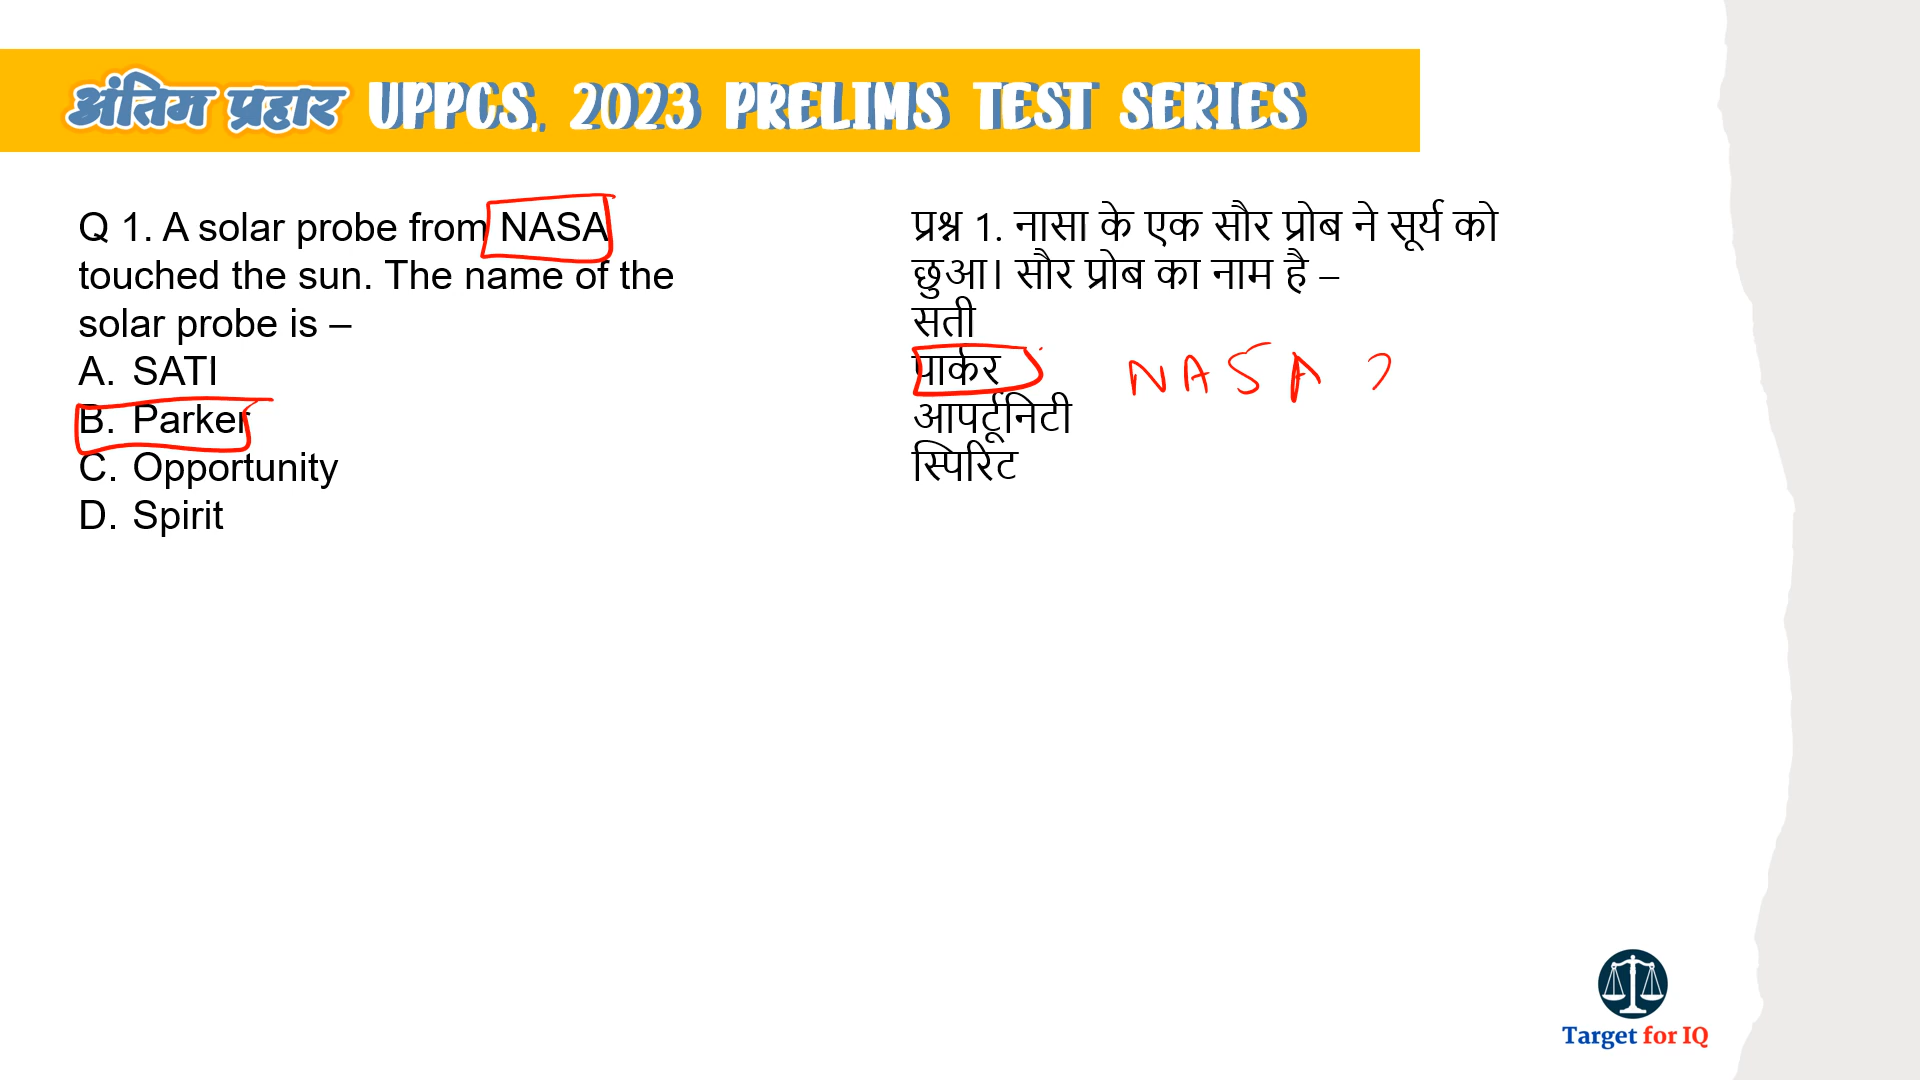 अंतिम प्रहार UPPCS, 2023 PRELIMS TEST SERIES
Q 1. A solar probe from NASA
touched the sun. The name of the
solar probe is –
A. SATI
B. Parker
C. Opportunity
D. Spirit
प्रश्न 1. नासा के एक सौर प्रोब ने सूर्य को
छुआ। सौर प्रोब का नाम है –
सती
पार्कर
आपर्टूनिटी
स्पिरिट
NASA
Target for IQ